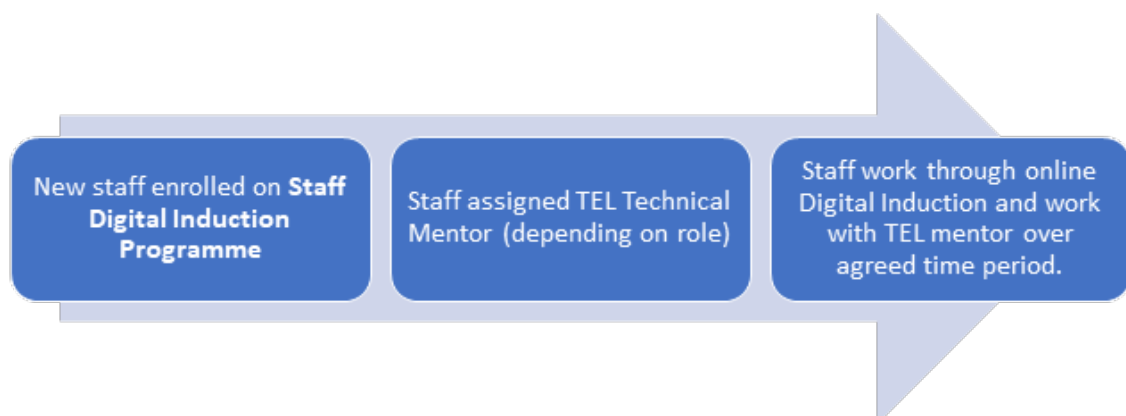 New staff enrolled on Staff
Digital Induction
Programme
Staff assigned TEL Technical
Mentor (depending on role)
Staff work through online
Digital Induction and work
with TEL mentor over
agreed time period.